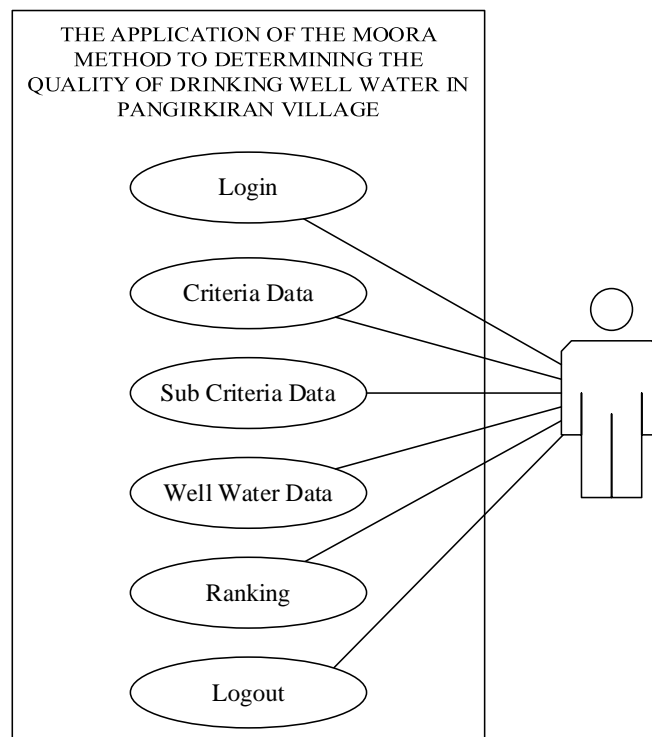 THE APPLICATION OF THE MOORA
METHOD TO DETERMINING THE
QUALITY OF DRINKING WELL WATER IN
PANGIRKIRAN VILLAGE
Login
Criteria Data
Sub Criteria Data
Well Water Data
Ranking
Logout